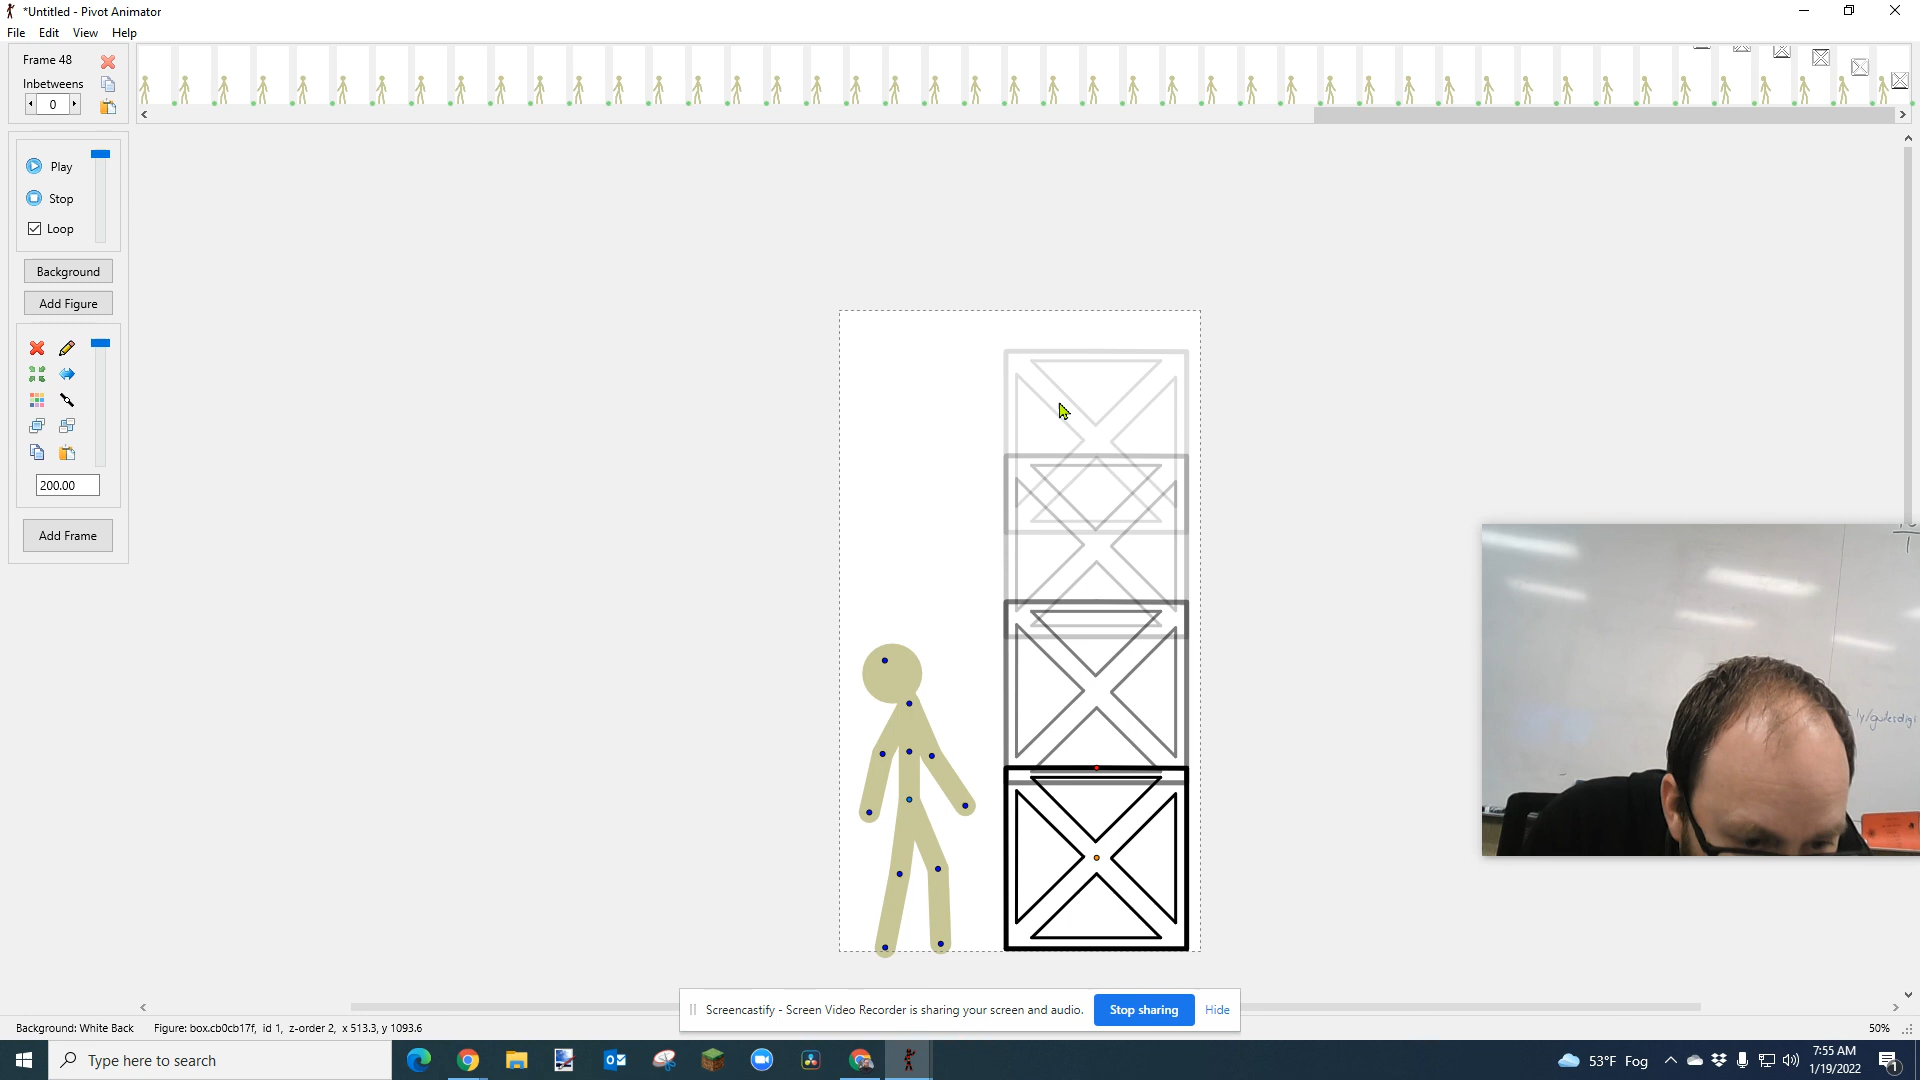 *Untitled - Pivot Animator
File Edit View Help
Frame 48
Inbetweens
0
Play
Stop
Loop
Background
Add Figure
200.00
Add Frame
Screencastify - Screen Video Recorder is sharing your screen and audio.
Stop sharing
Hide
Background: White Back Figure: box.cb0cb17f, id 1, z-order 2, x 513.3, y 1093.6
50%
Type here to search
53°F Fog
7:55 AM
1/19/2022
1